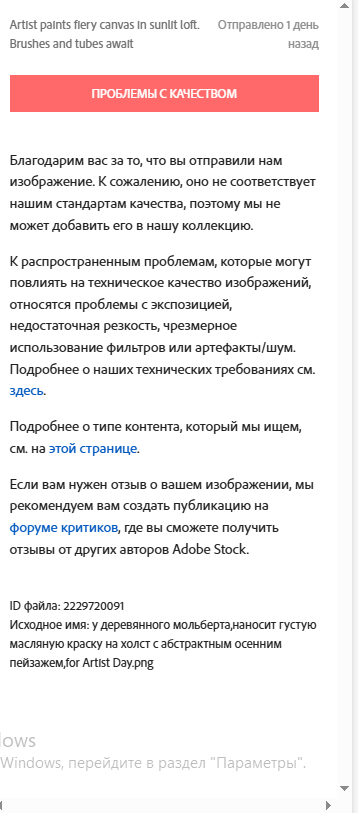 Artist paints fiery canvas in sunlit loft.
Brushes and tubes await
Отправлено 1 день
назад
ПРОБЛЕМЫ С КАЧЕСТВОМ
Благодарим вас за то, что вы отправили нам
изображение. К сожалению, оно не соответствует
нашим стандартам качества, поэтому мы не
может добавить его в нашу коллекцию.
К распространенным проблемам, которые могут
повлиять на техническое качество изображений,
относятся проблемы с экспозицией,
недостаточная резкость, чрезмерное
использование фильтров или артефакты/шум.
Подробнее о наших технических требованиях см.
здесь.
Подробнее о типе контента, который мы ищем,
см. на этой странице.
Если вам нужен отзыв о вашем изображении, мы
рекомендуем вам создать публикацию на
форуме критиков, где вы сможете получить
отзывы от других авторов Adobe Stock.
ID файла: 2229720091
Исходное имя: у деревянного мольберта,наносит густую
масляную краску на холст с абстрактным осенним
пейзажем,for Artist Day.png
lows
Windows, перейдите в раздел "Параметры".